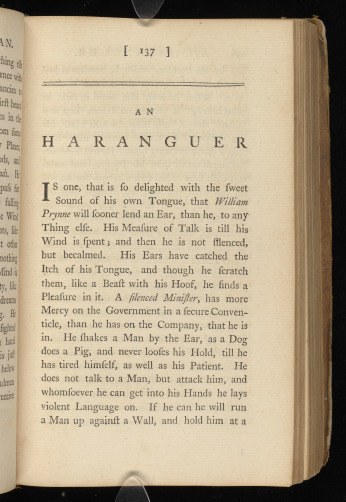 [ 137 ]
AN
HARANGUER
IS one, that is ſo delighted with the ſweet
Sound of his own Tongue, that William
Prynne will ſooner lend an Ear, than he, to any
Thing elſe. His Meaſure of Talk is till his
Wind is ſpent; and then he is not ſilenced,
but becalmed. His Ears have catched the
Itch of his Tongue, and though he ſcratch
them, like a Beaſt with his Hoof, he finds a
Pleaſure in it. A ſilenced Miniſter, has more
Mercy on the Government in a ſecure Conven-
ticle, than he has on the Company, that he is
in. He ſhakes a Man by the Ear, as a Dog
does a Pig, and never looſes his Hold, till he
has tired himſelf, as well as his Patient. He
does not talk to a Man, but attack him, and
whomſoever he can get into his Hands he lays
violent Language on. If he can he will run
a Man up againſt a Wall, and hold him at a